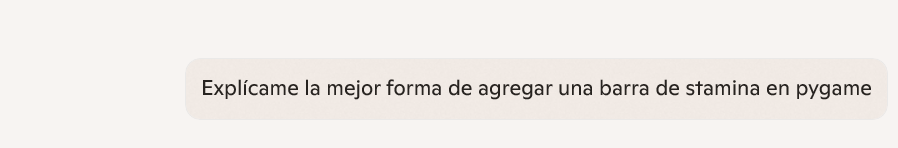 Explícame la mejor forma de agregar una barra de stamina en pygame